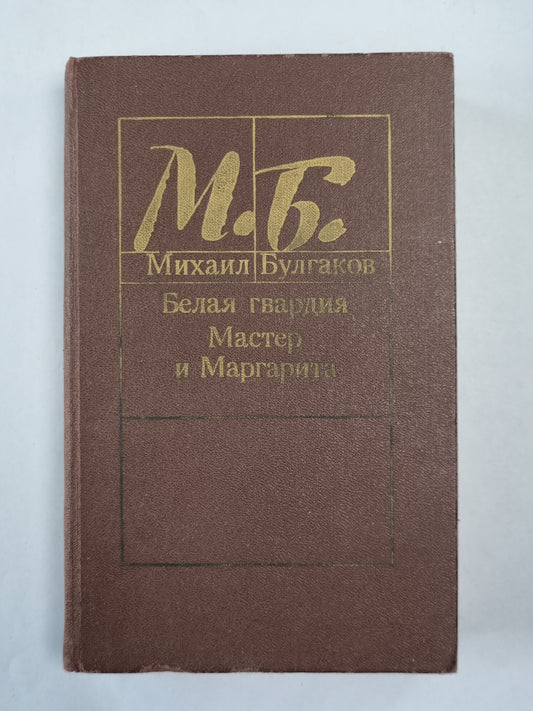 М.Б.
Михаил Булгаков
Белая гвардия
Мастер
и Маргарита